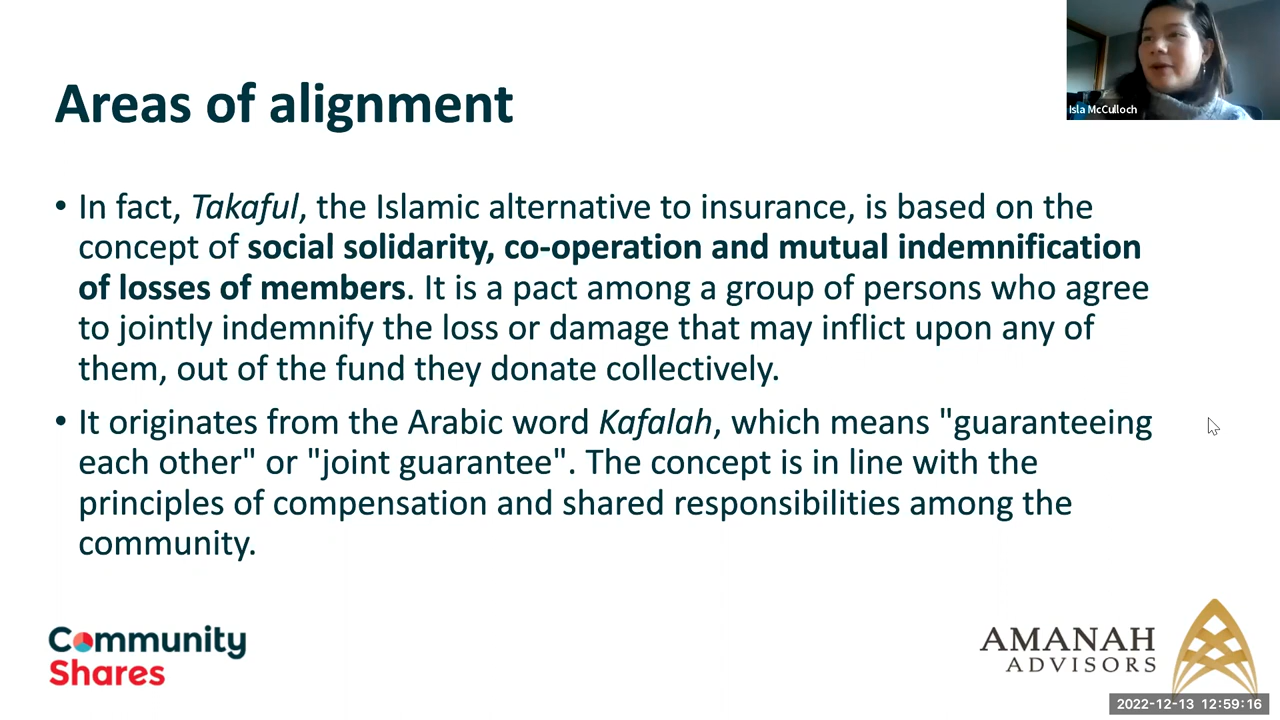 Isla McCulloch
Areas of alignment
• In fact, Takaful, the Islamic alternative to insurance, is based on the
concept of social solidarity, co-operation and mutual indemnification
of losses of members. It is a pact among a group of persons who agree
to jointly indemnify the loss or damage that may inflict upon any of
them, out of the fund they donate collectively.
• It originates from the Arabic word Kafalah, which means "guaranteeing
each other" or "joint guarantee". The concept is in line with the
principles of compensation and shared responsibilities among the
community.
Community
Shares
AMANAH
ADVISORS
2022-12-13 12:59:16